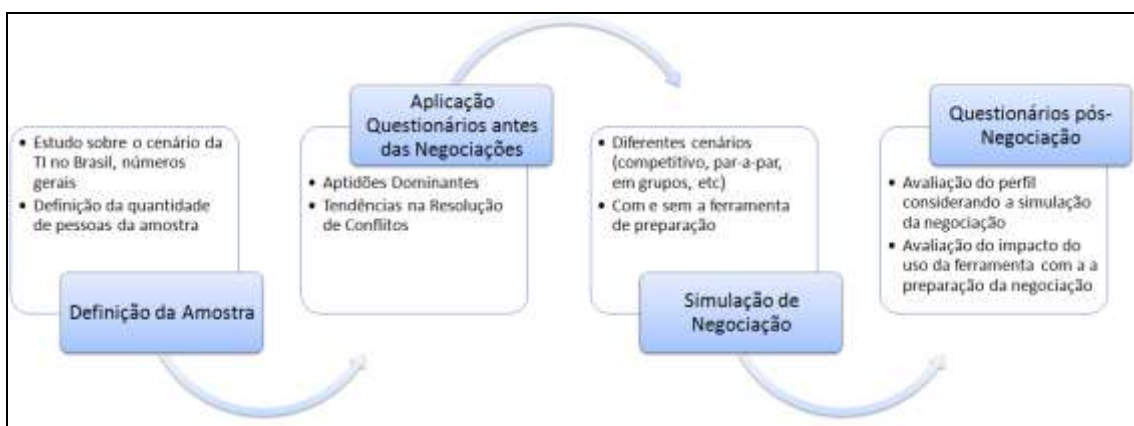 • Estudo sobre o cenário da
TI no Brasil, números
gerais
• Definição da quantidade
de pessoas da amostra
Definição da Amostra
Aplicação
Questionários antes
das Negociações
• Aptidões Dominantes
• Tendências na Resolução
de Conflitos
• Diferentes cenários
(competitivo, par-a-par,
em grupos, etc)
• Com e sem a ferramenta
de preparação
Simulação de
Negociação
Questionários pós-
Negociação
• Avaliação do perfil
considerando a simulação
da negociação
• Avaliação do impacto do
uso da ferramenta com a a
preparação da negociação